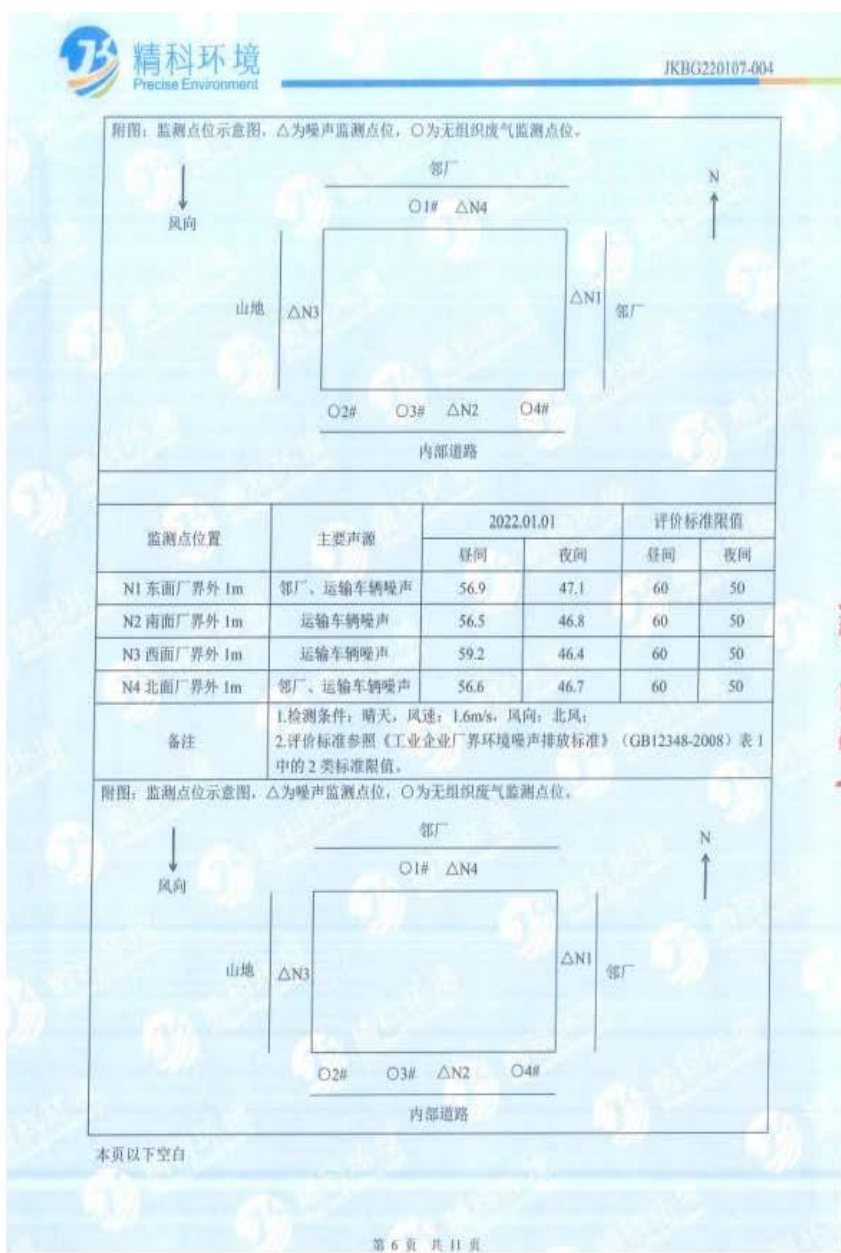 精科环境
Precise Environment
JKBG220107-004
附图：监测点位示意图，△为噪声监测点位，○为无组织废气监测点位。
邻厂
N
○1# △N4
风向
山地 △N3
△N1 邻厂
○2# ○3# △N2 ○4#
内部道路
监测点位置 主要声源 2022.01.01 评价标准限值
昼间 夜间 昼间 夜间
N1 东面厂界外 1m 邻厂、运输车辆噪声 56.9 47.1 60 50
N2 南面厂界外 1m 运输车辆噪声 56.5 46.8 60 50
N3 西面厂界外 1m 运输车辆噪声 59.2 46.4 60 50
N4 北面厂界外 1m 邻厂、运输车辆噪声 56.6 46.7 60 50
备注
1.检测条件：晴天，风速：1.6m/s，风向：北风；
2.评价标准参照《工业企业厂界环境噪声排放标准》（GB12348-2008）表 1
中的 2 类标准限值。
附图：监测点位示意图，△为噪声监测点位，○为无组织废气监测点位。
邻厂
N
○1# △N4
风向
山地 △N3
△N1 邻厂
○2# ○3# △N2 ○4#
内部道路
本页以下空白
第 6 页 共 11 页